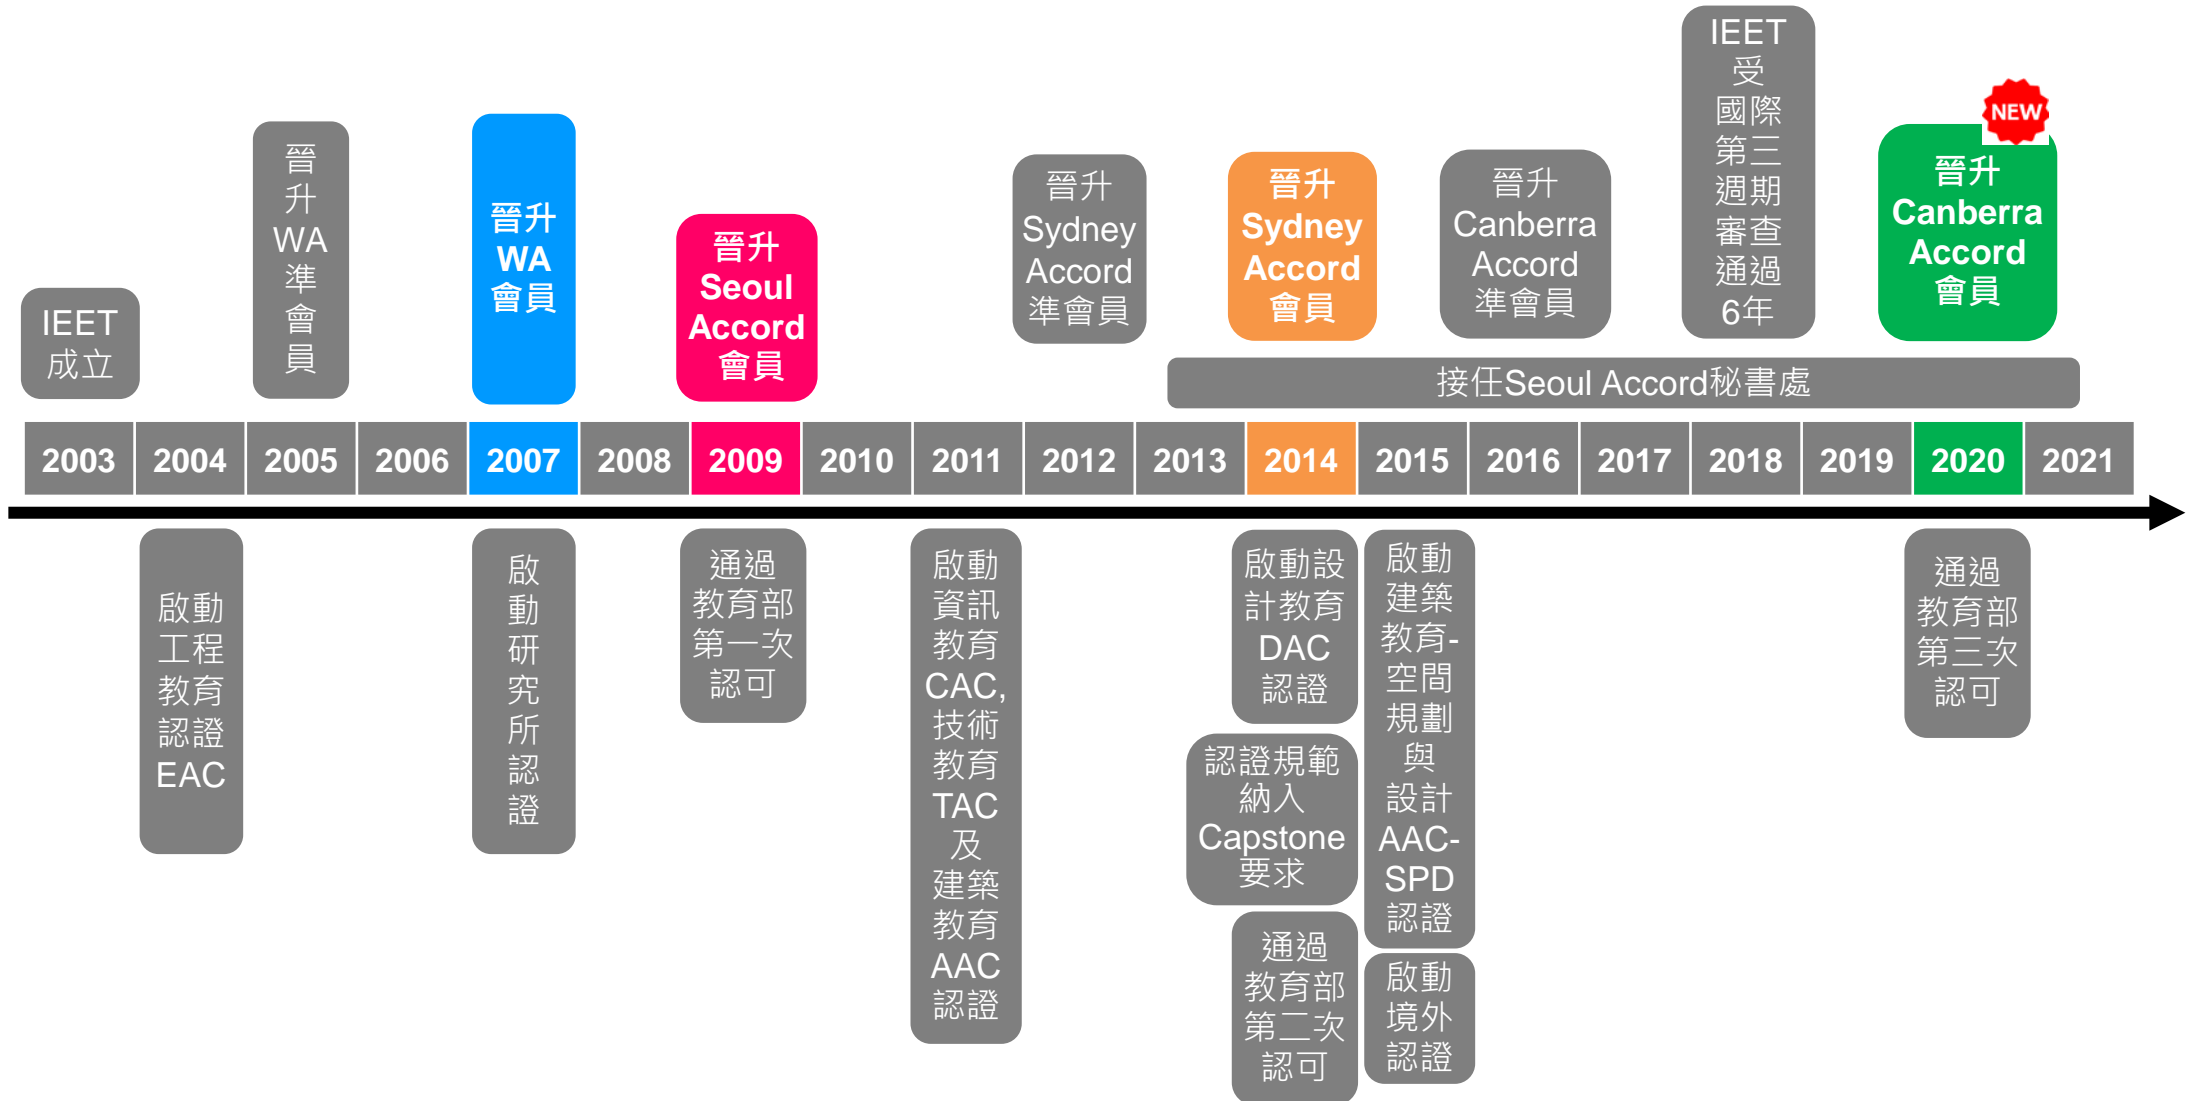 IEET
成立
晉
升
WA
準
會
員
晉升
WA
會員
晉升
Seoul
Accord
會員
晉升
Sydney
Accord
準會員
晉升
Sydney
Accord
會員
晉升
Canberra
Accord
準會員
IEET
受
國際
第三
週期
審查
通過
6年
NEW
晉升
Canberra
Accord
會員
接任Seoul Accord秘書處
2003 2004 2005 2006 2007 2008 2009 2010 2011 2012 2013 2014 2015 2016 2017 2018 2019 2020 2021
啟動
工程
教育
認證
EAC
啟
動
研
究
所
認
證
通過
教育部
第一次
認可
啟動
資訊
教育
CAC,
技術
教育
TAC
及
建築
教育
AAC
認證
啟動設
計教育
DAC
認證
認證規範
納入
Capstone
要求
通過
教育部
第二次
認可
啟動
建築
教育-
空間
規劃
與
設計
AAC-
SPD
認證
啟動
境外
認證
通過
教育部
第三次
認可